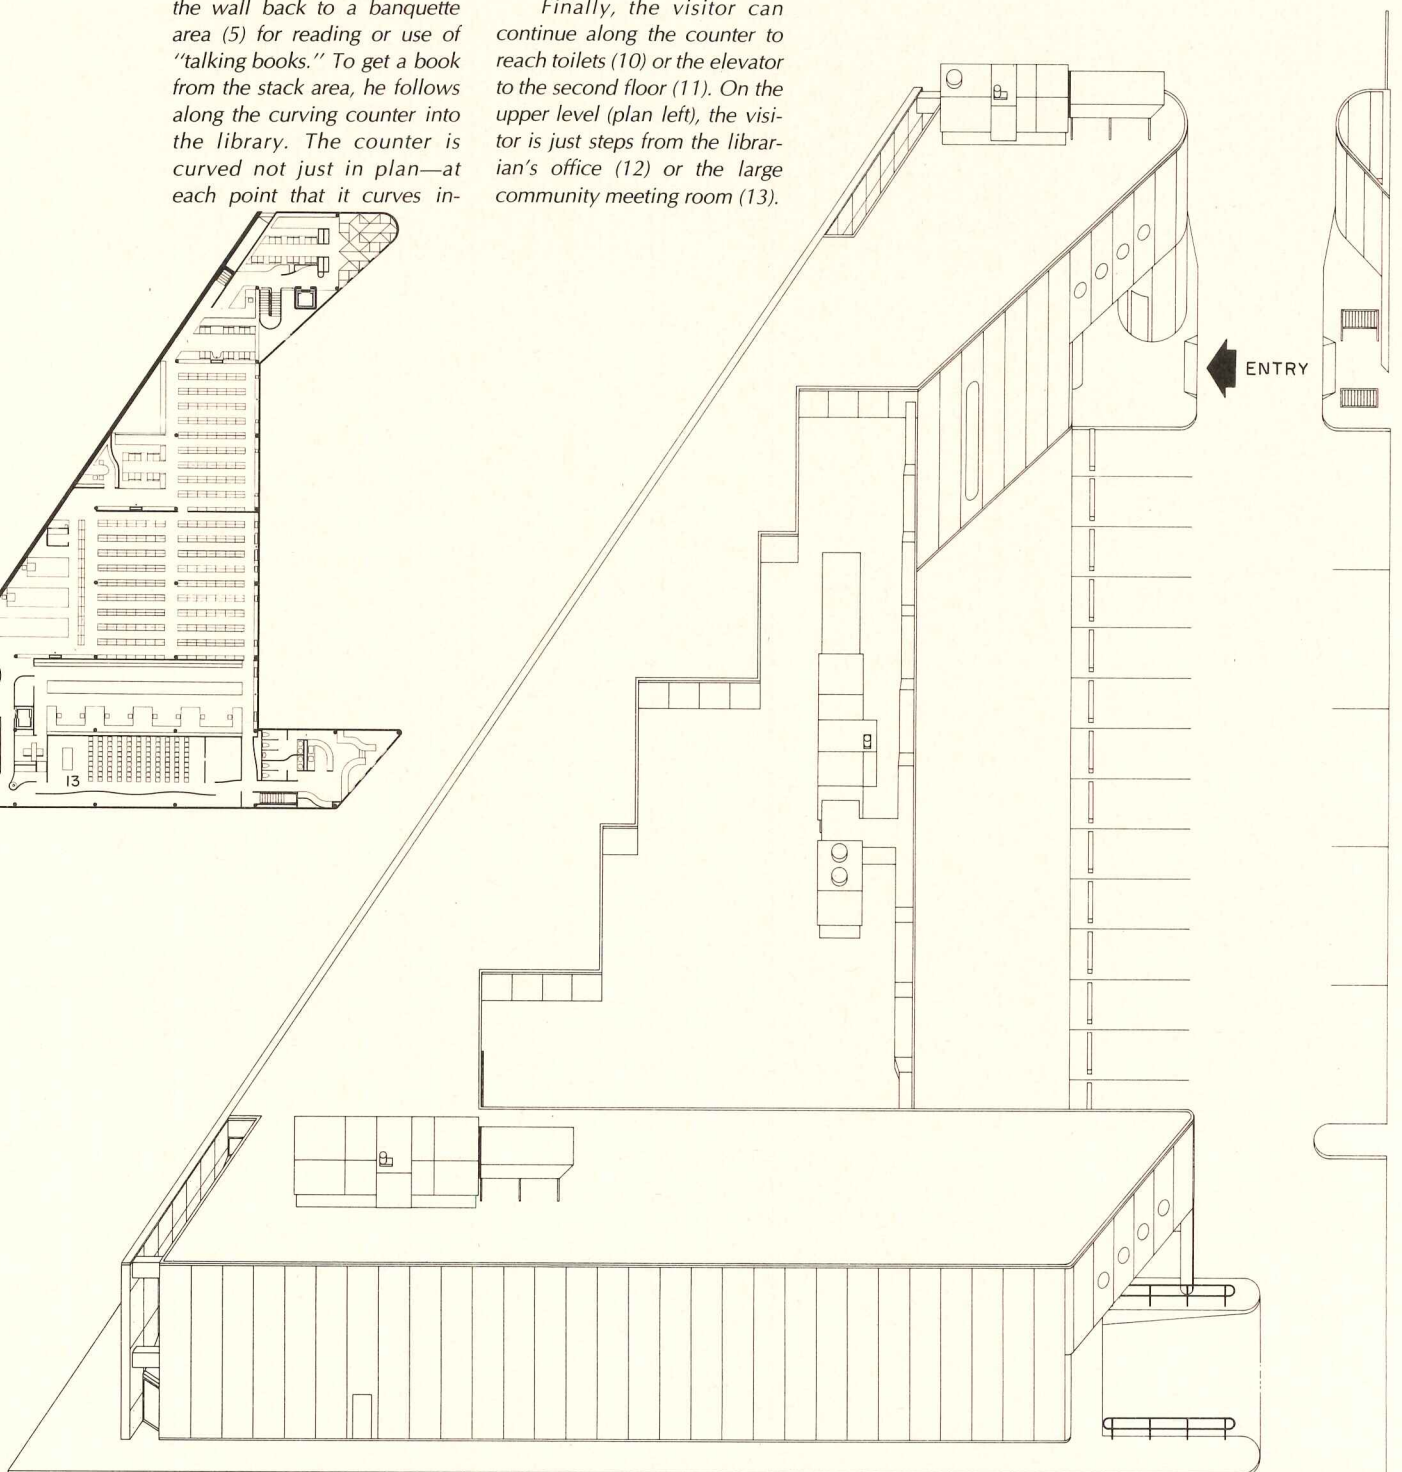 the wall back to a banquette
area (5) for reading or use of
"talking books." To get a book
from the stack area, he follows
along the curving counter into
the library. The counter is
curved not just in plan—at
each point that it curves in-
Finally, the visitor can
continue along the counter to
reach toilets (10) or the elevator
to the second floor (11). On the
upper level (plan left), the visi-
tor is just steps from the librar-
ian's office (12) or the large
community meeting room (13).
ENTRY
13